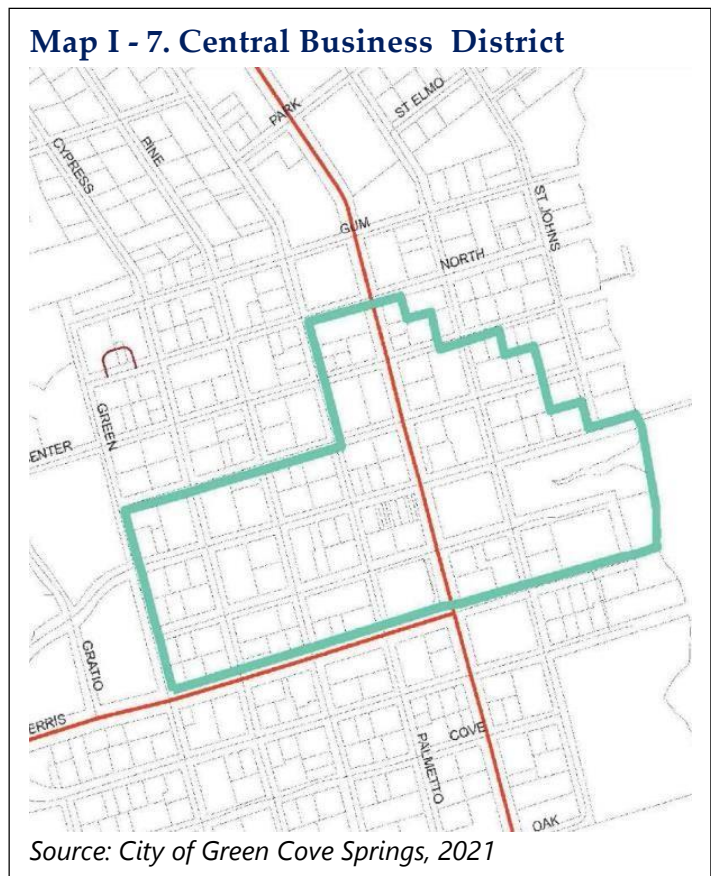 Map I - 7. Central Business District
PARK
ST ELMO
CYPRESS
PINE
ST JOHNS
GUM
NORTH
GREEN
ENTER
GRATIO
ERRIS
COVE
PALMETTO
OAK
Source: City of Green Cove Springs, 2021